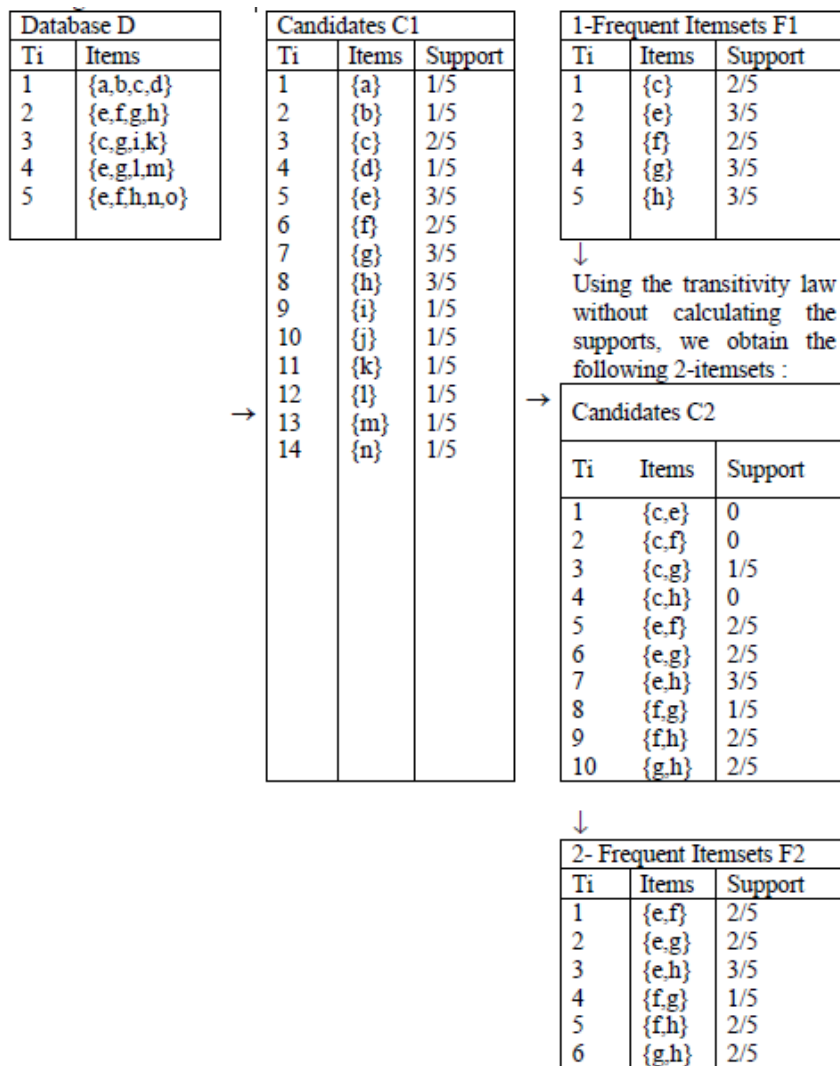 Database D
Ti Items
1 {a,b,c,d}
2 {e,f,g,h}
3 {c,g,i,k}
4 {e,g,l,m}
5 {e,f,h,n,o}
→
Candidates C1
Ti Items Support
1 {a} 1/5
2 {b} 1/5
3 {c} 2/5
4 {d} 1/5
5 {e} 3/5
6 {f} 2/5
7 {g} 3/5
8 {h} 3/5
9 {i} 1/5
10 {j} 1/5
11 {k} 1/5
12 {l} 1/5
13 {m} 1/5
14 {n} 1/5
→
1-Frequent Itemsets F1
Ti Items Support
1 {c} 2/5
2 {e} 3/5
3 {f} 2/5
4 {g} 3/5
5 {h} 3/5
↓
Using the transitivity law
without calculating the
supports, we obtain the
following 2-itemsets :
Candidates C2
Ti Items Support
1 {c,e} 0
2 {c,f} 0
3 {c,g} 1/5
4 {c,h} 0
5 {e,f} 2/5
6 {e,g} 2/5
7 {e,h} 3/5
8 {f,g} 1/5
9 {f,h} 2/5
10 {g,h} 2/5
↓
2- Frequent Itemsets F2
Ti Items Support
1 {e,f} 2/5
2 {e,g} 2/5
3 {e,h} 3/5
4 {f,g} 1/5
5 {f,h} 2/5
6 {g,h} 2/5